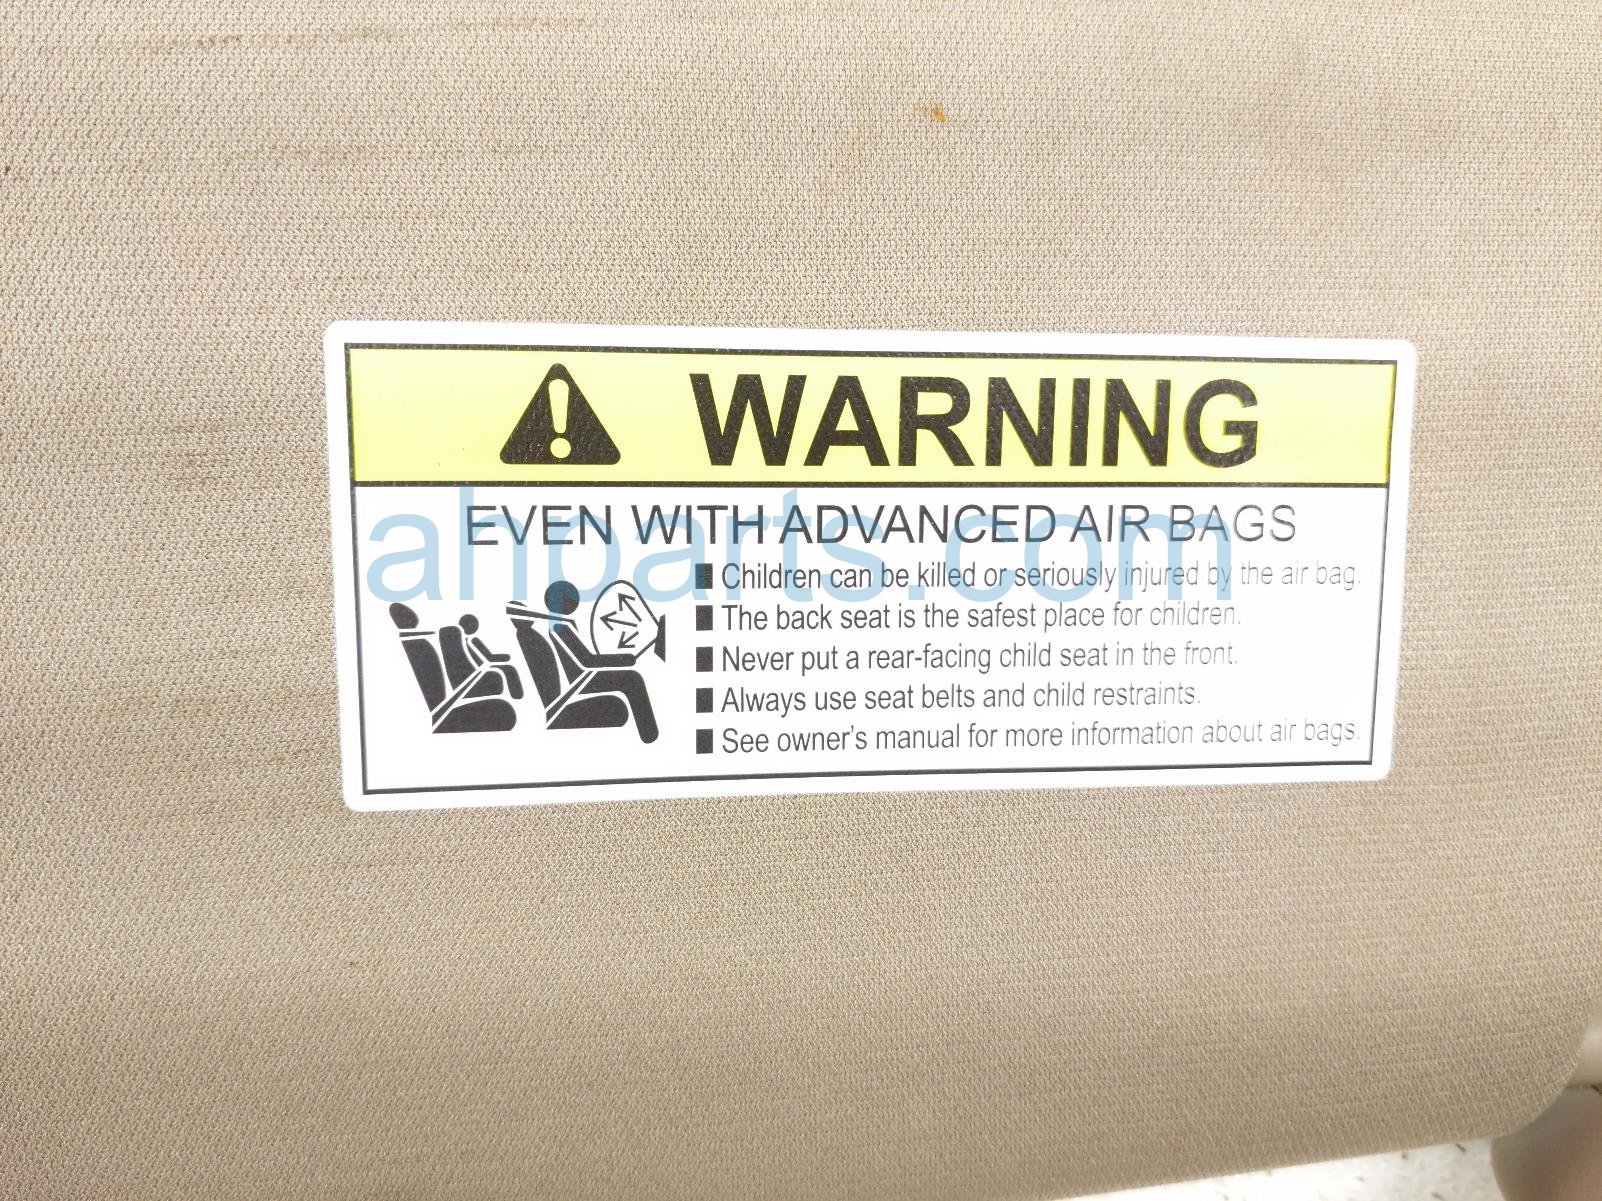 WARNING
EVEN WITH ADVANCED AIR BAGS
Children can be killed or seriously injured by the air bag.
The back seat is the safest place for children.
Never put a rear-facing child seat in the front.
Always use seat belts and child restraints.
See owner's manual for more information about air bags.
ahparts.com